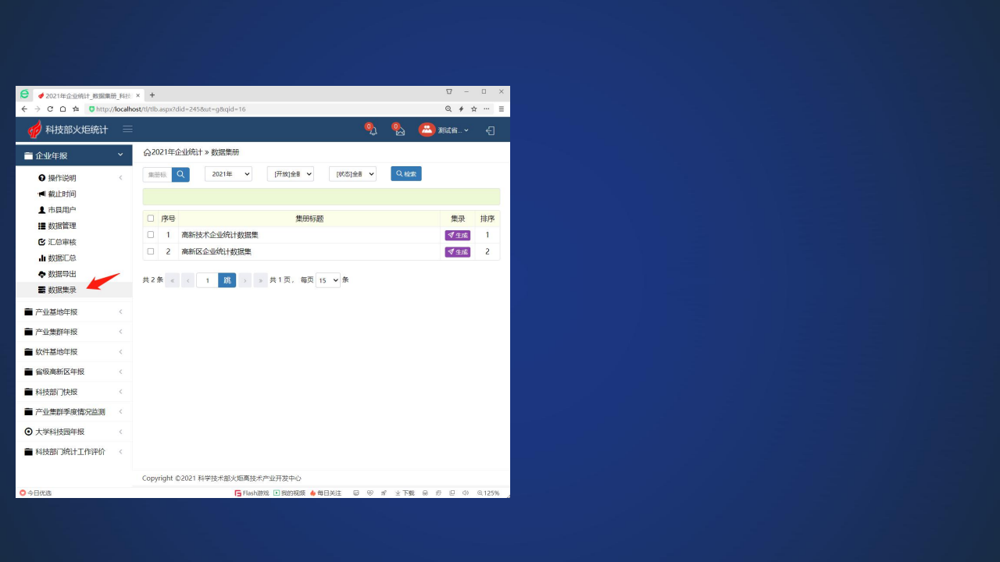 2021年企业统计_数据集册_科技
http://localhost/tl/tlb.aspx?did=245&ut=g&qid=16
科技部火炬统计
0
0
测试省...
企业年报
操作说明
截止时间
市县用户
数据管理
汇总审核
数据汇总
数据导出
数据集录
产业基地年报
产业集群年报
软件基地年报
省级高新区年报
科技部门快报
产业集群季度情况监测
大学科技园年报
科技部门统计工作评价
2021年企业统计 » 数据集册
集册标 2021年 [开放]全部 [状态]全部 检索
序号 集册标题 集录 排序
1 高新技术企业统计数据集 生成 1
2 高新区企业统计数据集 生成 2
共 2 条 « ‹ 1 跳 › » 共 1 页， 每页 15 条
Copyright ©2021 科学技术部火炬高技术产业开发中心
今日优选 Flash游戏 我的视频 每日关注 下载 125%